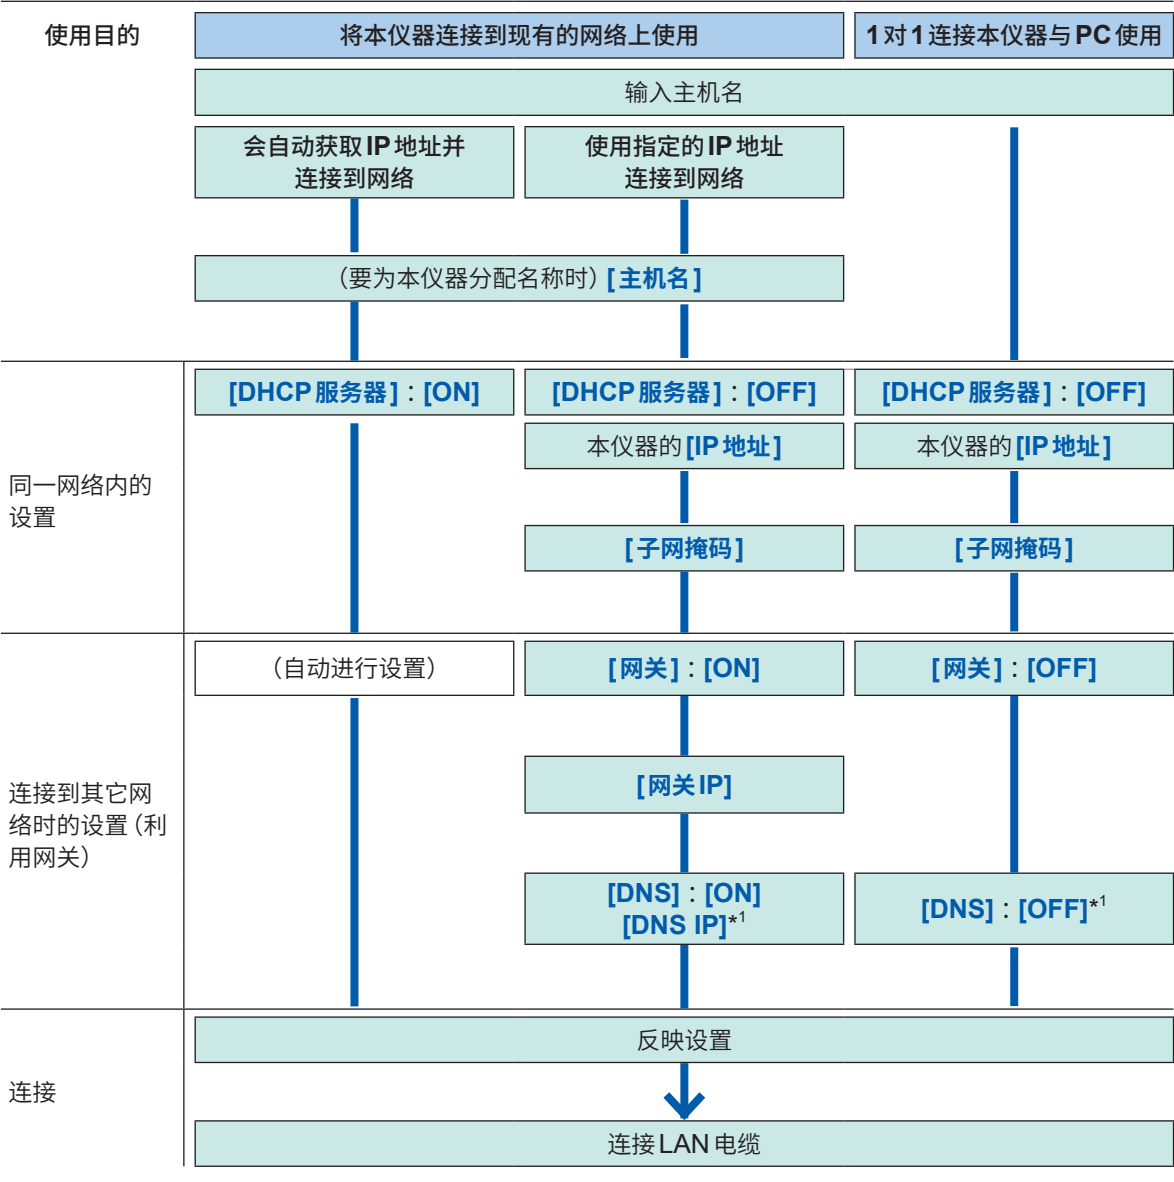 使用目的
将本仪器连接到现有的网络上使用
1对1连接本仪器与PC使用
输入主机名
会自动获取IP地址并
连接到网络
使用指定的IP地址
连接到网络
（要为本仪器分配名称时）[主机名]
同一网络内的
设置
[DHCP服务器]：[ON]
[DHCP服务器]：[OFF]
[DHCP服务器]：[OFF]
本仪器的[IP地址]
本仪器的[IP地址]
[子网掩码]
[子网掩码]
连接到其它网
络时的设置（利
用网关）
（自动进行设置）
[网关]：[ON]
[网关]：[OFF]
[网关IP]
[DNS]：[ON]
[DNS IP]*1
[DNS]：[OFF]*1
连接
反映设置
连接LAN电缆